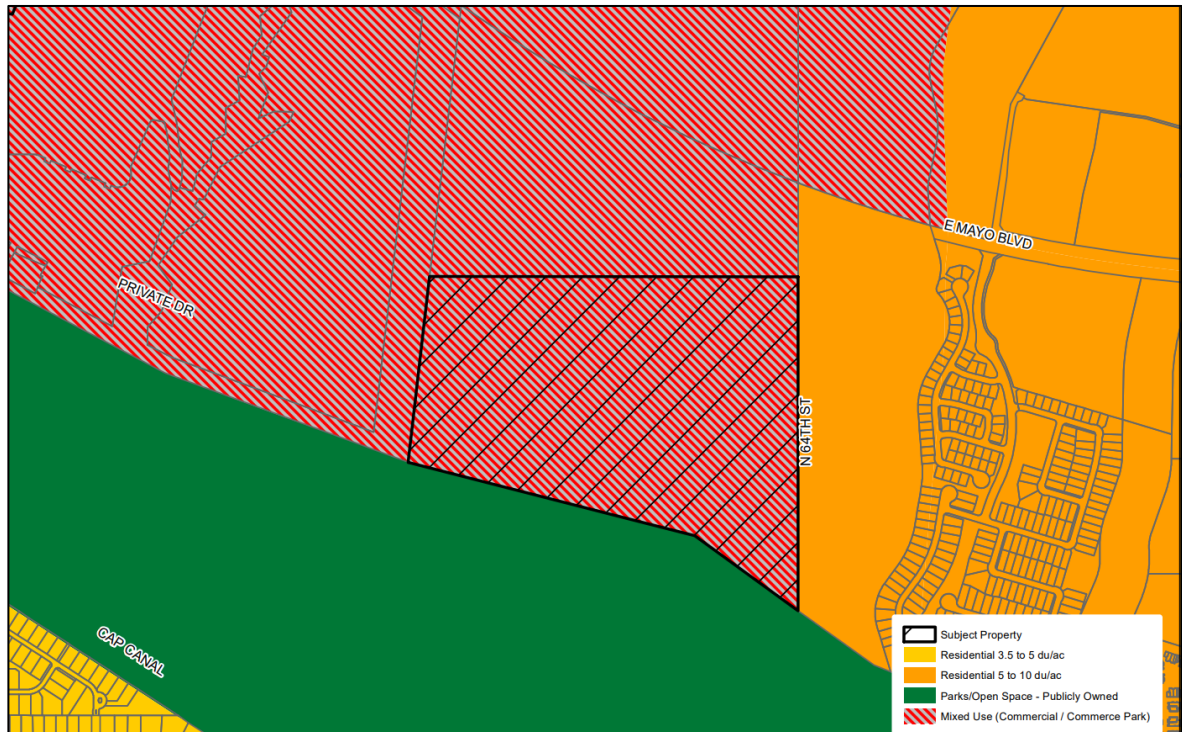 E MAYO BLVD
PRIVATE DR
N 64TH ST
CAP CANAL
Subject Property
Residential 3.5 to 5 du/ac
Residential 5 to 10 du/ac
Parks/Open Space - Publicly Owned
Mixed Use (Commercial / Commerce Park)